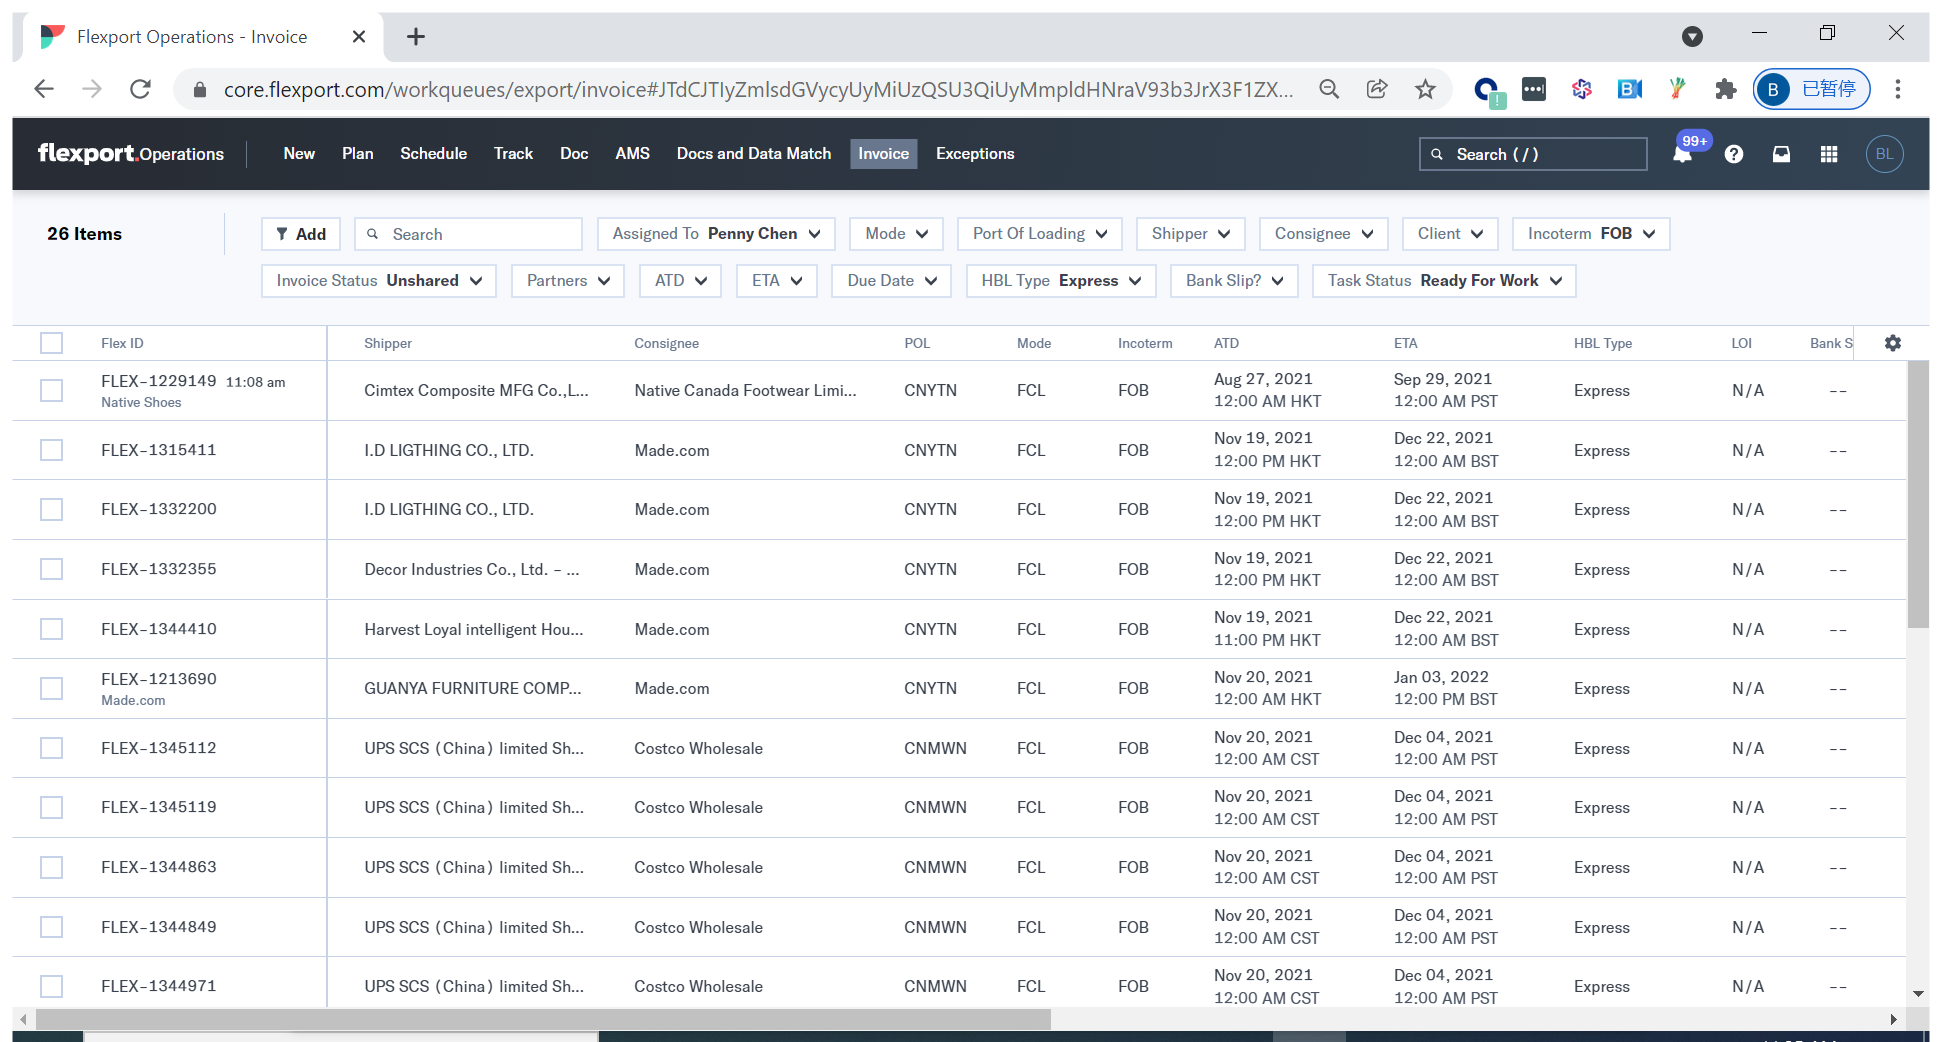 Flexport Operations - Invoice
core.flexport.com/workqueues/export/invoice#JTdCJTIyZmlsdGVycyUyMiUzQSU3QiUyMmpldHNraV93b3JrX3F1ZX...
B 已暂停
flexport.Operations New Plan Schedule Track Doc AMS Docs and Data Match Invoice Exceptions Search ( / ) 99+ BL
26 Items Add Search Assigned To Penny Chen Mode Port Of Loading Shipper Consignee Client Incoterm FOB
Invoice Status Unshared Partners ATD ETA Due Date HBL Type Express Bank Slip? Task Status Ready For Work
Flex ID Shipper Consignee POL Mode Incoterm ATD ETA HBL Type LOI Bank S
FLEX-1229149 11:08 am Cimtex Composite MFG Co.,L... Native Canada Footwear Limi... CNYTN FCL FOB Aug 27, 2021 Sep 29, 2021 Express N/A --
Native Shoes 12:00 AM HKT 12:00 AM PST
FLEX-1315411 I.D LIGTHING CO., LTD. Made.com CNYTN FCL FOB Nov 19, 2021 Dec 22, 2021 Express N/A --
12:00 PM HKT 12:00 AM BST
FLEX-1332200 I.D LIGTHING CO., LTD. Made.com CNYTN FCL FOB Nov 19, 2021 Dec 22, 2021 Express N/A --
12:00 PM HKT 12:00 AM BST
FLEX-1332355 Decor Industries Co., Ltd. - ... Made.com CNYTN FCL FOB Nov 19, 2021 Dec 22, 2021 Express N/A --
12:00 PM HKT 12:00 AM BST
FLEX-1344410 Harvest Loyal intelligent Hou... Made.com CNYTN FCL FOB Nov 19, 2021 Dec 22, 2021 Express N/A --
11:00 PM HKT 12:00 AM BST
FLEX-1213690 GUANYA FURNITURE COMP... Made.com CNYTN FCL FOB Nov 20, 2021 Jan 03, 2022 Express N/A --
Made.com 12:00 AM HKT 12:00 PM BST
FLEX-1345112 UPS SCS (China) limited Sh... Costco Wholesale CNMWN FCL FOB Nov 20, 2021 Dec 04, 2021 Express N/A --
12:00 AM CST 12:00 AM PST
FLEX-1345119 UPS SCS (China) limited Sh... Costco Wholesale CNMWN FCL FOB Nov 20, 2021 Dec 04, 2021 Express N/A --
12:00 AM CST 12:00 AM PST
FLEX-1344863 UPS SCS (China) limited Sh... Costco Wholesale CNMWN FCL FOB Nov 20, 2021 Dec 04, 2021 Express N/A --
12:00 AM CST 12:00 AM PST
FLEX-1344849 UPS SCS (China) limited Sh... Costco Wholesale CNMWN FCL FOB Nov 20, 2021 Dec 04, 2021 Express N/A --
12:00 AM CST 12:00 AM PST
FLEX-1344971 UPS SCS (China) limited Sh... Costco Wholesale CNMWN FCL FOB Nov 20, 2021 Dec 04, 2021 Express N/A --
12:00 AM CST 12:00 AM PST